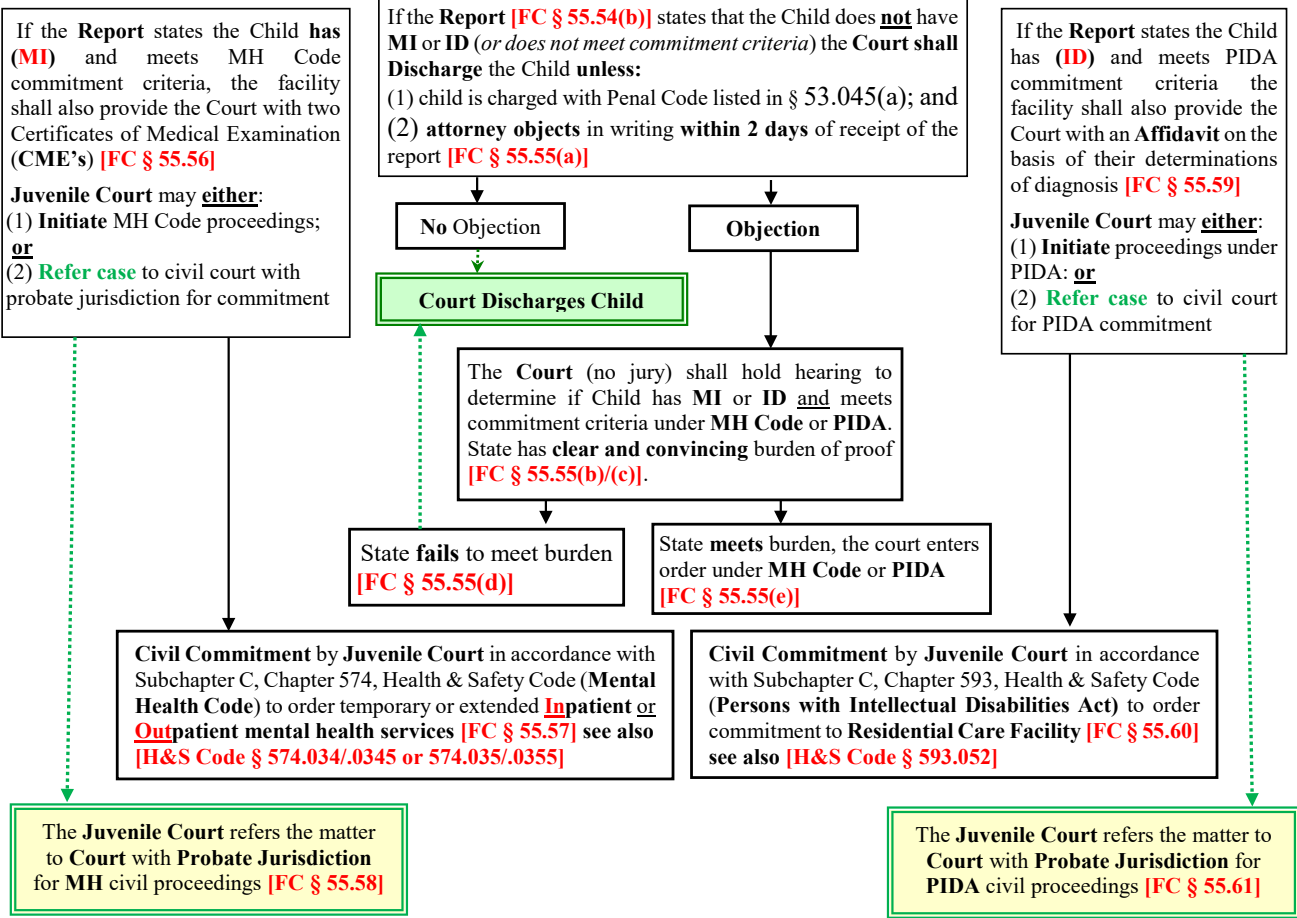 If the Report states the Child has
(MI) and meets MH Code
commitment criteria, the facility
shall also provide the Court with two
Certificates of Medical Examination
(CME's) [FC § 55.56]
Juvenile Court may either:
(1) Initiate MH Code proceedings;
or
(2) Refer case to civil court with
probate jurisdiction for commitment
If the Report [FC § 55.54(b)] states that the Child does not have
MI or ID (or does not meet commitment criteria) the Court shall
Discharge the Child unless:
(1) child is charged with Penal Code listed in § 53.045(a); and
(2) attorney objects in writing within 2 days of receipt of the
report [FC § 55.55(a)]
If the Report states the Child
has (ID) and meets PIDA
commitment criteria the
facility shall also provide the
Court with an Affidavit on the
basis of their determinations
of diagnosis [FC § 55.59]
Juvenile Court may either:
(1) Initiate proceedings under
PIDA: or
(2) Refer case to civil court
for PIDA commitment
No Objection
Objection
Court Discharges Child
The Court (no jury) shall hold hearing to
determine if Child has MI or ID and meets
commitment criteria under MH Code or PIDA.
State has clear and convincing burden of proof
[FC § 55.55(b)/(c)].
State fails to meet burden
[FC § 55.55(d)]
State meets burden, the court enters
order under MH Code or PIDA
[FC § 55.55(e)]
Civil Commitment by Juvenile Court in accordance with
Subchapter C, Chapter 574, Health & Safety Code (Mental
Health Code) to order temporary or extended Inpatient or
Outpatient mental health services [FC § 55.57] see also
[H&S Code § 574.034/.0345 or 574.035/.0355]
Civil Commitment by Juvenile Court in accordance
with Subchapter C, Chapter 593, Health & Safety Code
(Persons with Intellectual Disabilities Act) to order
commitment to Residential Care Facility [FC § 55.60]
see also [H&S Code § 593.052]
The Juvenile Court refers the matter
to Court with Probate Jurisdiction
for MH civil proceedings [FC § 55.58]
The Juvenile Court refers the matter to
Court with Probate Jurisdiction for
PIDA civil proceedings [FC § 55.61]